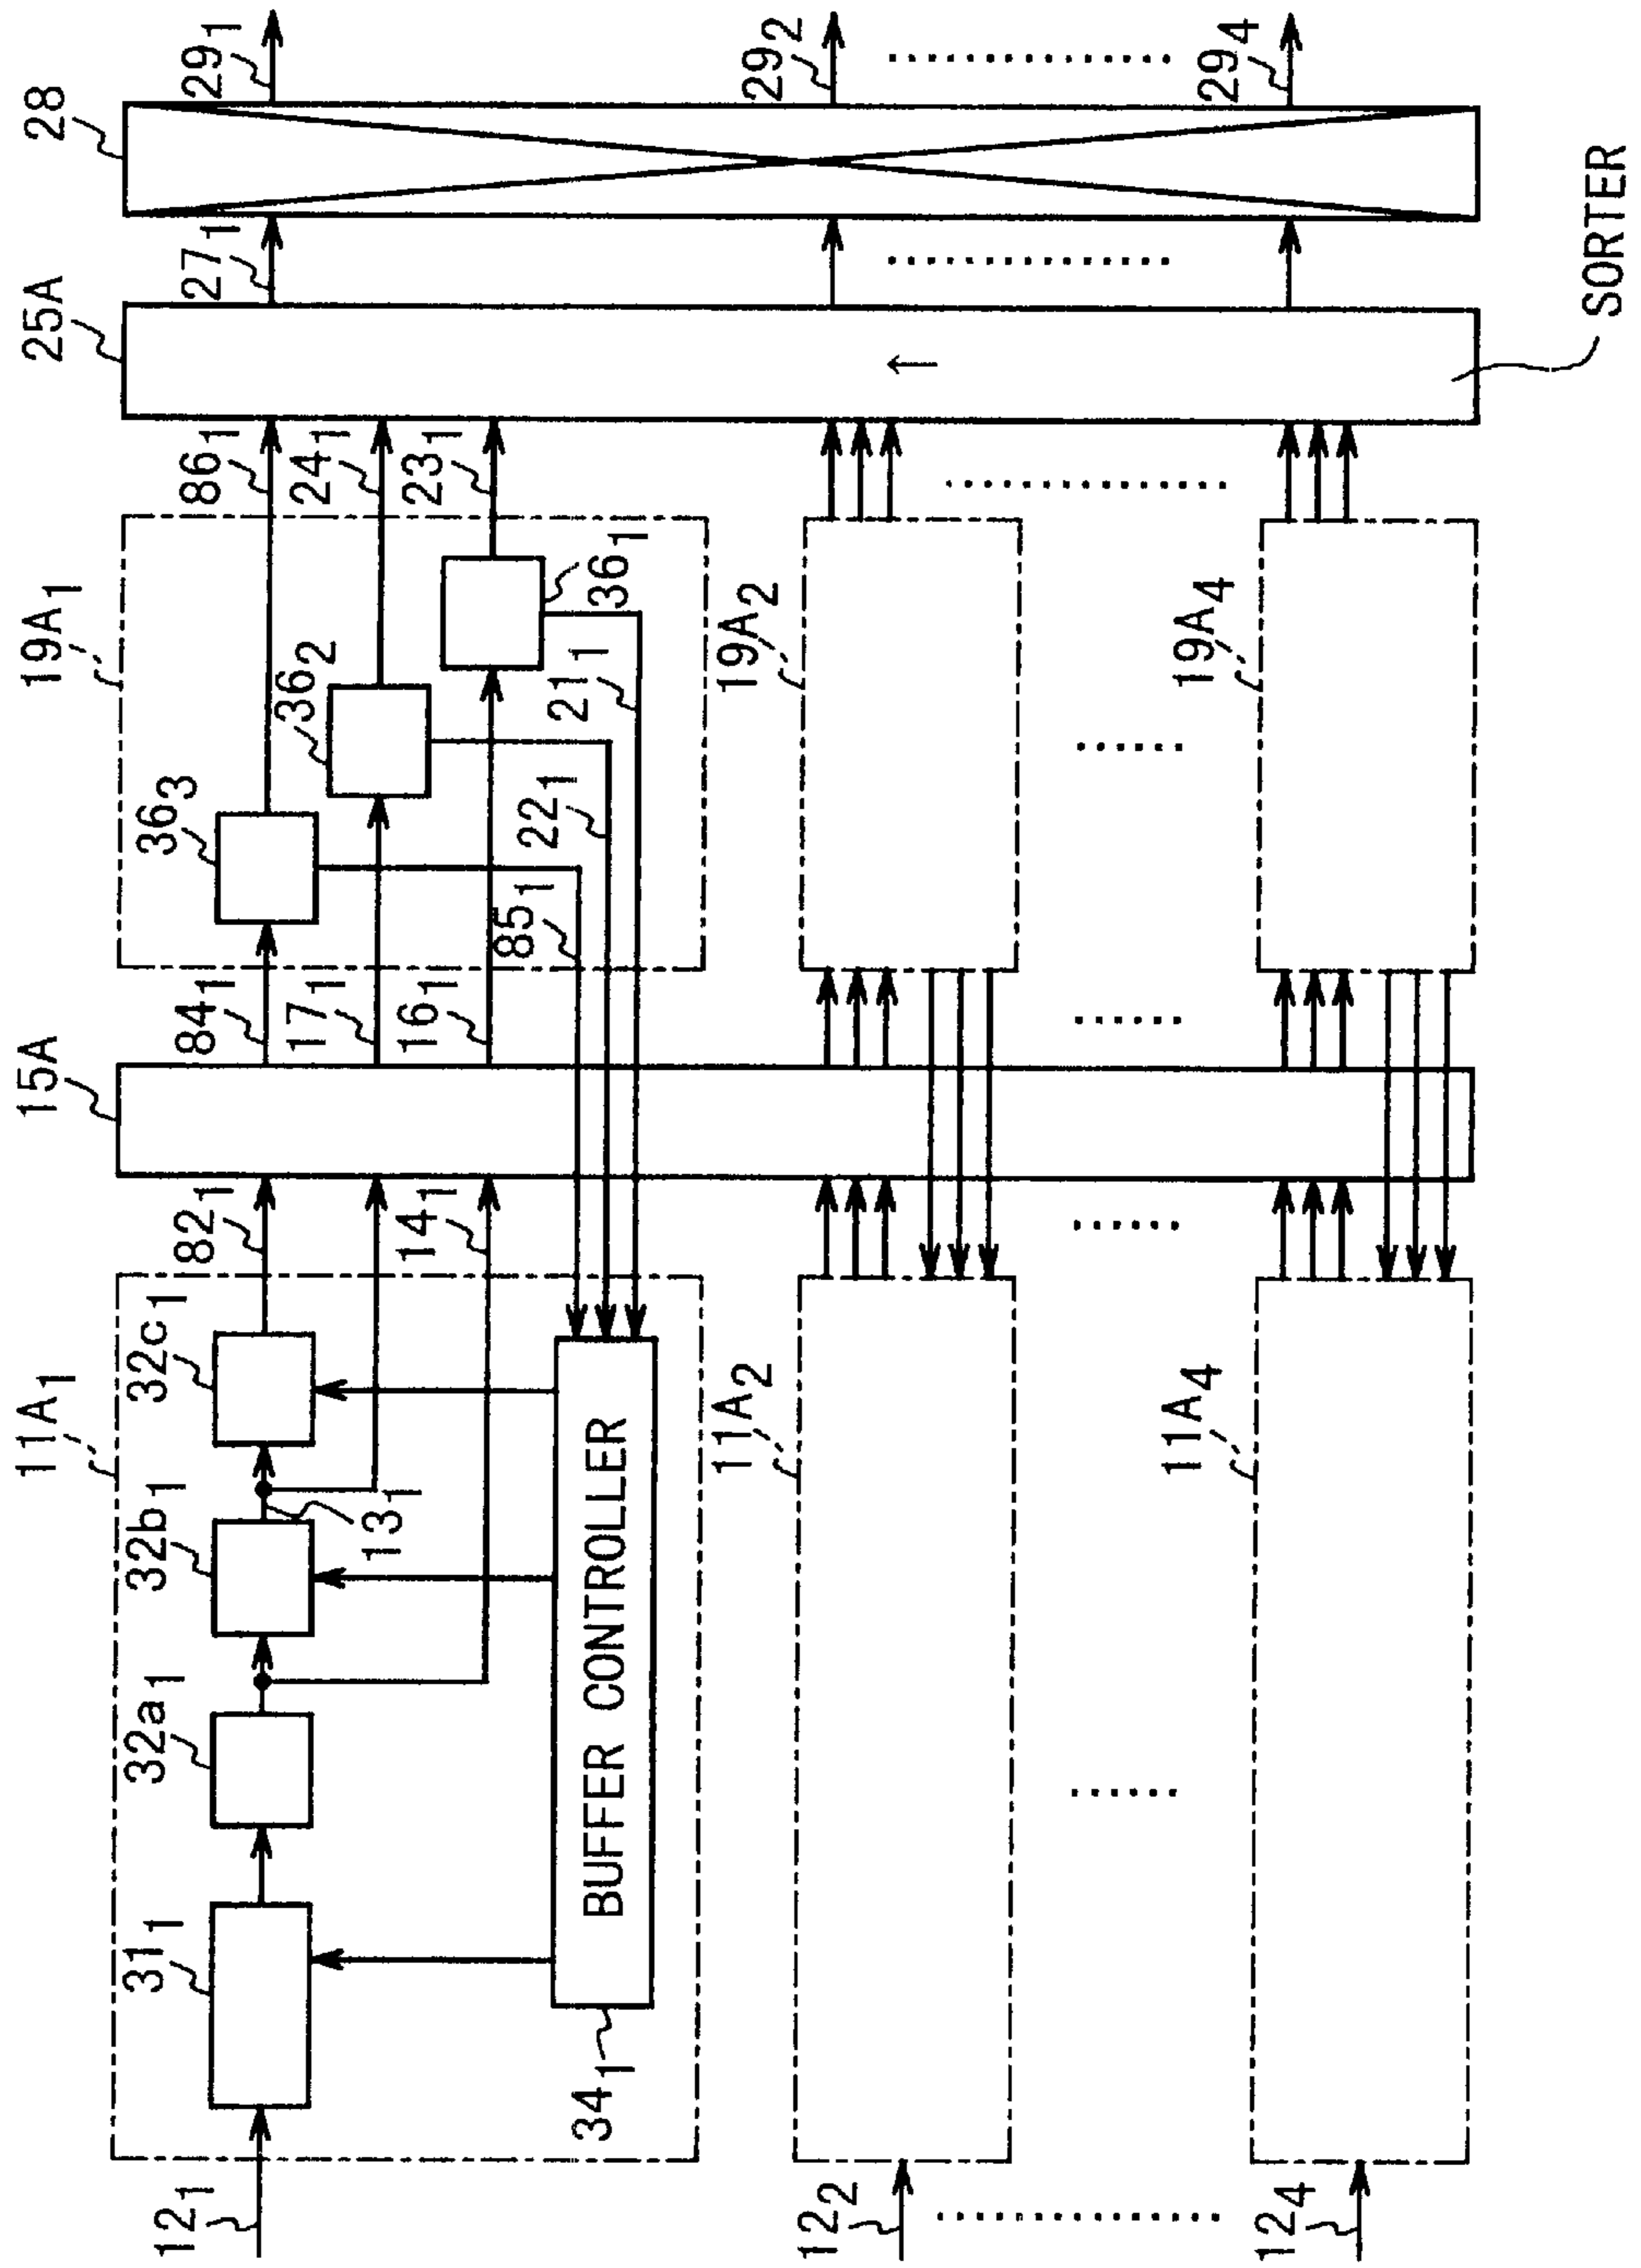 11A₁
15A
19A₁
25A
28
12₁
31₁
32a₁
32b₁
32c₁
82₁
84₁
36₃
86₁
27₁
29₁
13₁
17₁
36₂
24₁
14₁
16₁
36₁
23₁
34₁
BUFFER CONTROLLER
85₁
22₁
21₁
12₂
11A₂
19A₂
29₂
↑
12₄
11A₄
19A₄
29₄
SORTER